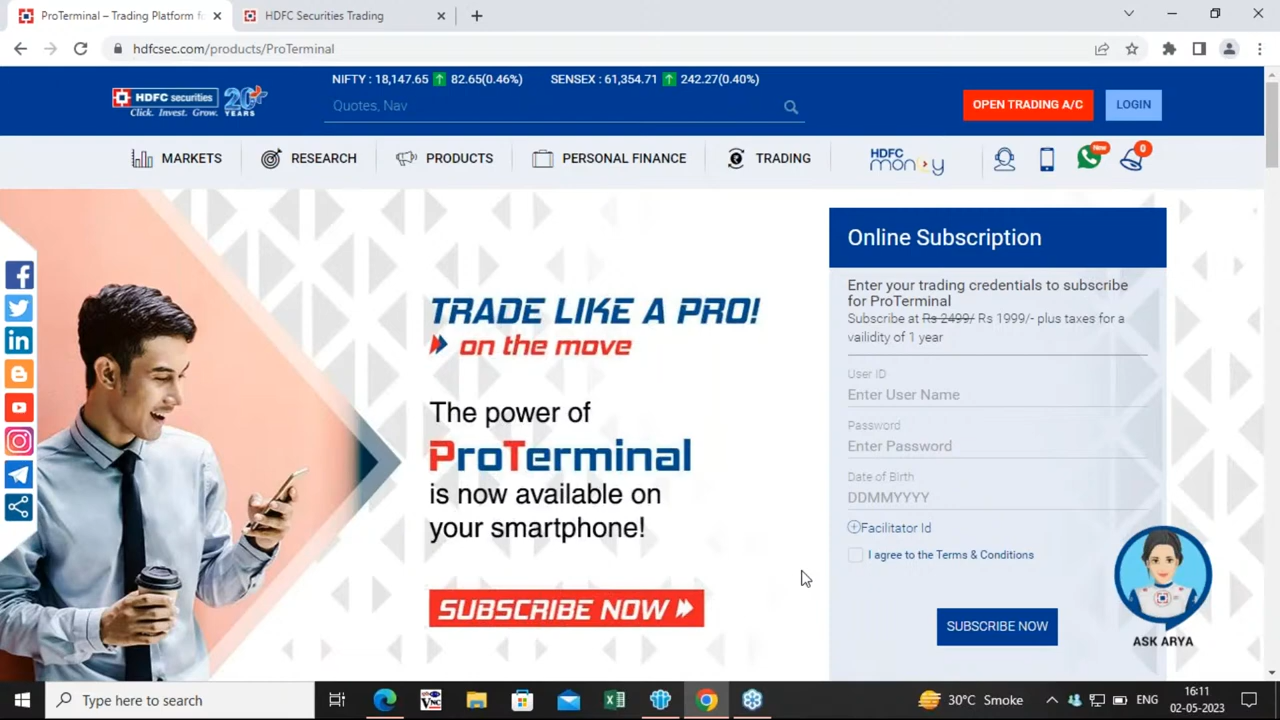 ProTerminal – Trading Platform fo
HDFC Securities Trading
hdfcsec.com/products/ProTerminal
NIFTY : 18,147.65 82.65(0.46%) SENSEX : 61,354.71 242.27(0.40%)
HDFC securities
Click. Invest. Grow.
20+
YEARS
Quotes, Nav
OPEN TRADING A/C
LOGIN
MARKETS
RESEARCH
PRODUCTS
PERSONAL FINANCE
TRADING
HDFC
money
New
0
TRADE LIKE A PRO!
on the move
The power of
ProTerminal
is now available on
your smartphone!
SUBSCRIBE NOW
Online Subscription
Enter your trading credentials to subscribe
for ProTerminal
Subscribe at Rs 2499/ Rs 1999/- plus taxes for a
vailidity of 1 year
User ID
Enter User Name
Password
Enter Password
Date of Birth
DDMMYYYY
Facilitator Id
I agree to the Terms & Conditions
SUBSCRIBE NOW
ASK ARYA
Type here to search
30°C Smoke
ENG
16:11
02-05-2023